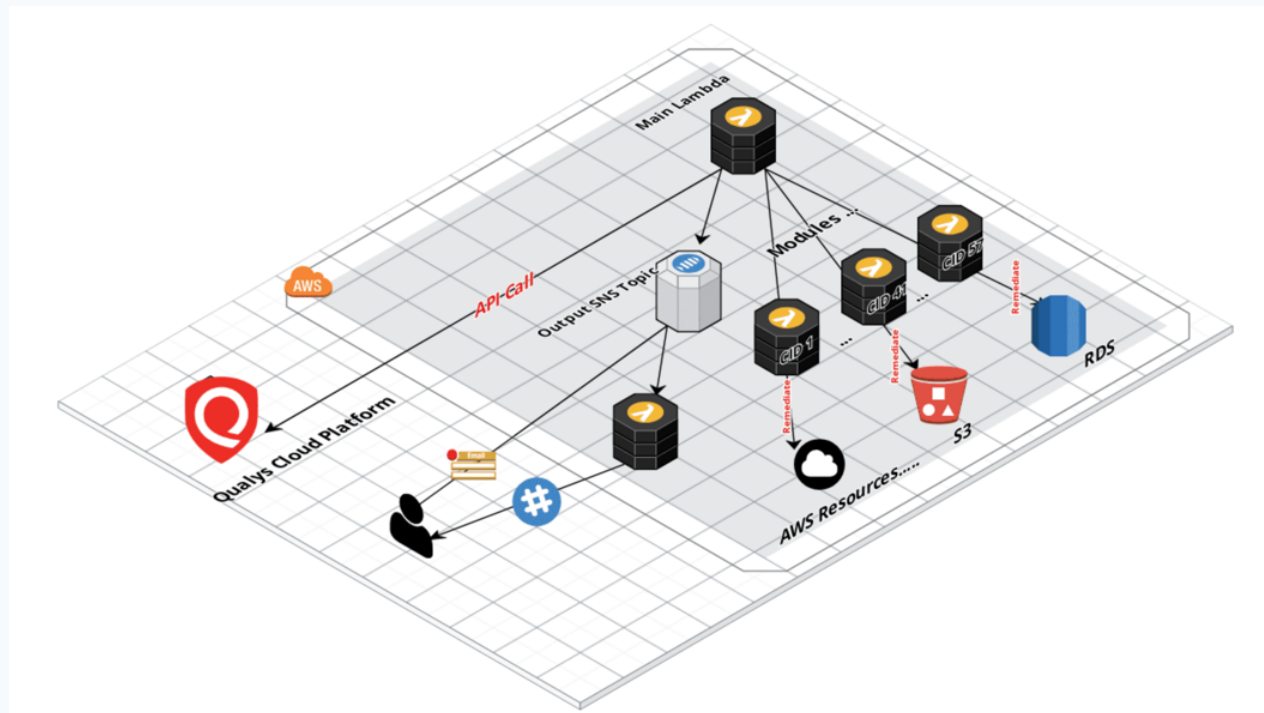 Main Lambda
Modules ...
CID 57
AWS
API-Call
Output SNS Topic
CID 41
...
Remediate
CID 1
...
Remediate
RDS
Remediate
S3
Qualys Cloud Platform
Email
AWS Resources.....